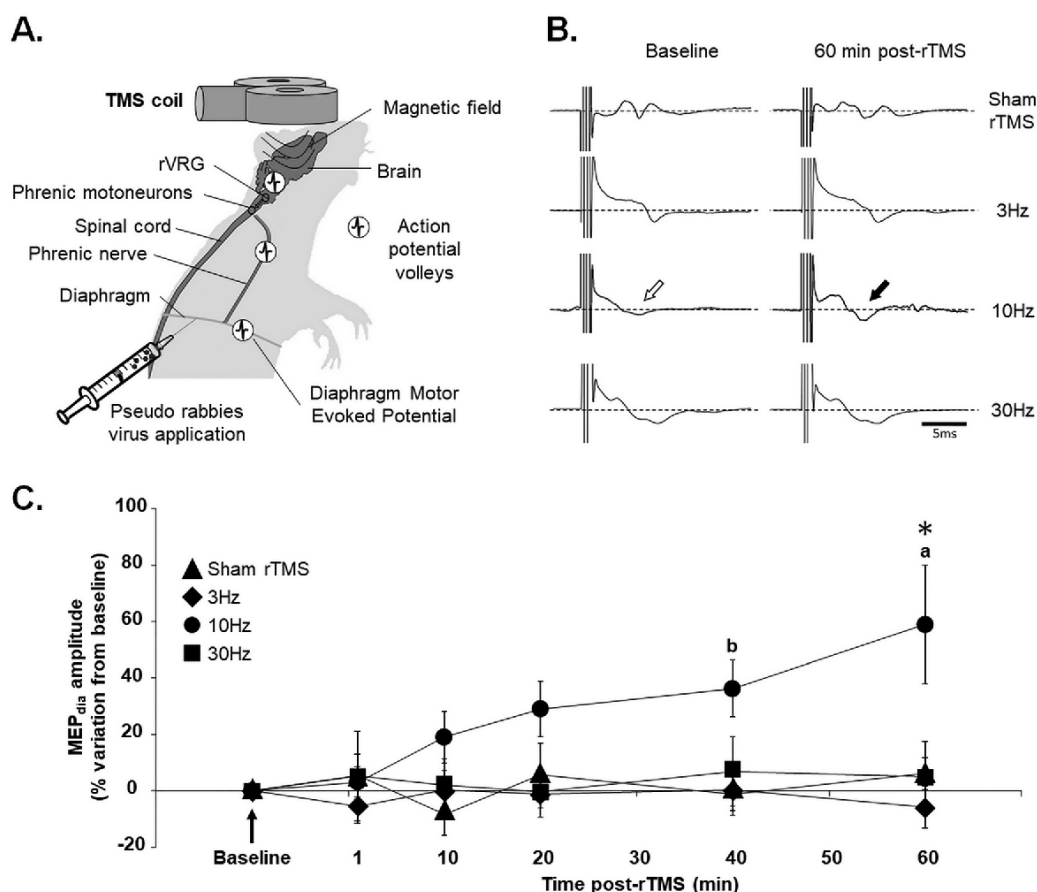 A.
TMS coil
Magnetic field
rVRG
Brain
Phrenic motoneurons
Spinal cord
Phrenic nerve
Action
potential
volleys
Diaphragm
Pseudo rabbies
virus application
Diaphragm Motor
Evoked Potential
B.
Baseline
60 min post-rTMS
Sham
rTMS
3Hz
10Hz
30Hz
5ms
C.
MEPdia amplitude
(% variation from baseline)
100
80
60
40
20
0
-20
Sham rTMS
3Hz
10Hz
30Hz
b
*
a
Baseline
1
10
20
30
40
50
60
Time post-rTMS (min)